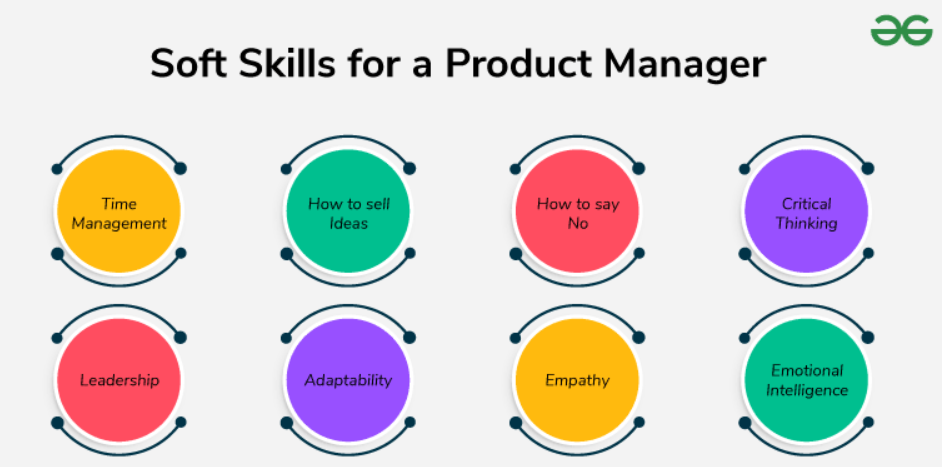 Soft Skills for a Product Manager
Time
Management
How to sell
Ideas
How to say
No
Critical
Thinking
Leadership
Adaptability
Empathy
Emotional
Intelligence